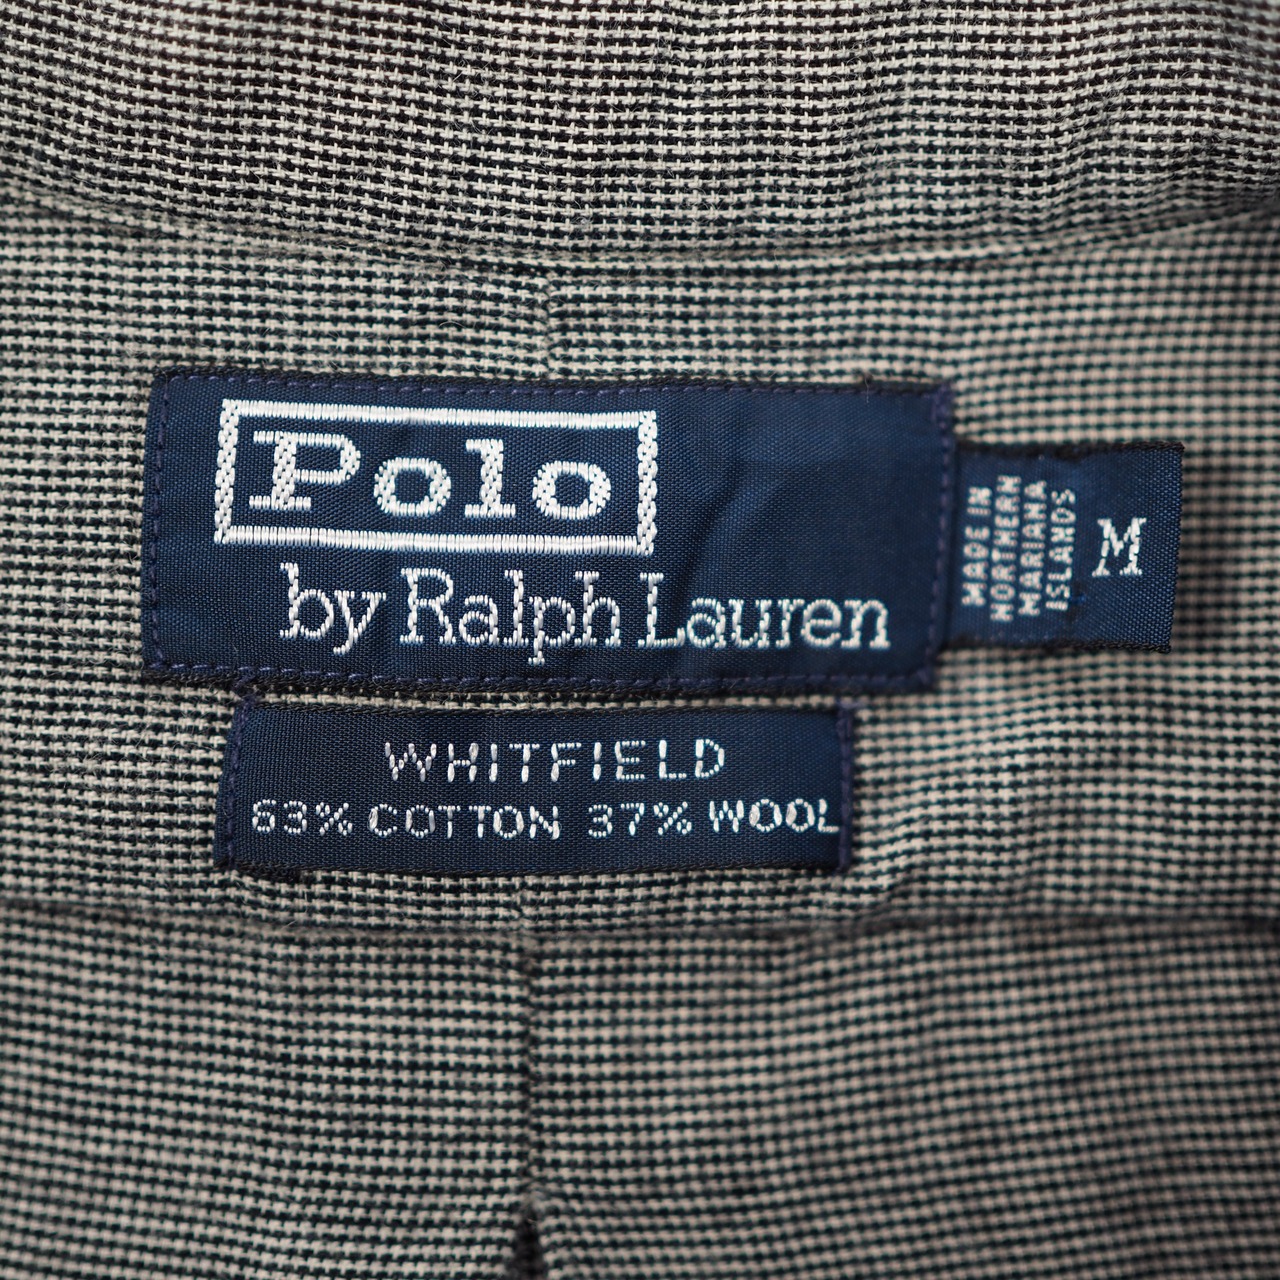 Polo
by Ralph Lauren
MADE IN
NORTHERN
MARIANA
ISLANDS
M
WHITFIELD
63% COTTON 37% WOOL